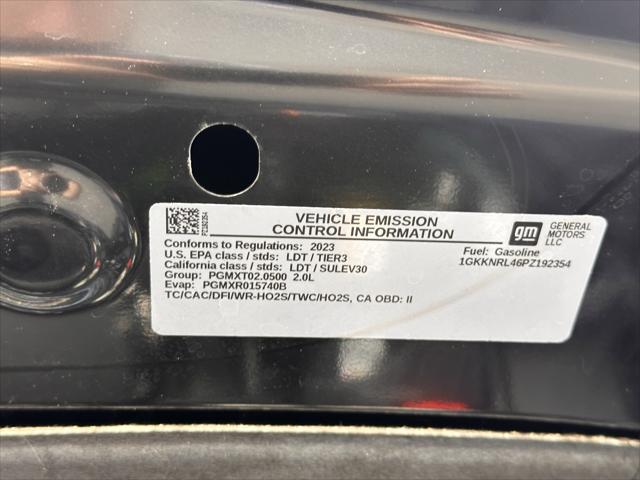 VEHICLE EMISSION
CONTROL INFORMATION
gm GENERAL
MOTORS
LLC
PZ192354
Conforms to Regulations: 2023
U.S. EPA class / stds: LDT / TIER3
California class / stds: LDT / SULEV30
Group: PGMXT02.0500 2.0L
Evap: PGMXR015740B
TC/CAC/DFI/WR-HO2S/TWC/HO2S, CA OBD: II
Fuel: Gasoline
1GKKNRL46PZ192354